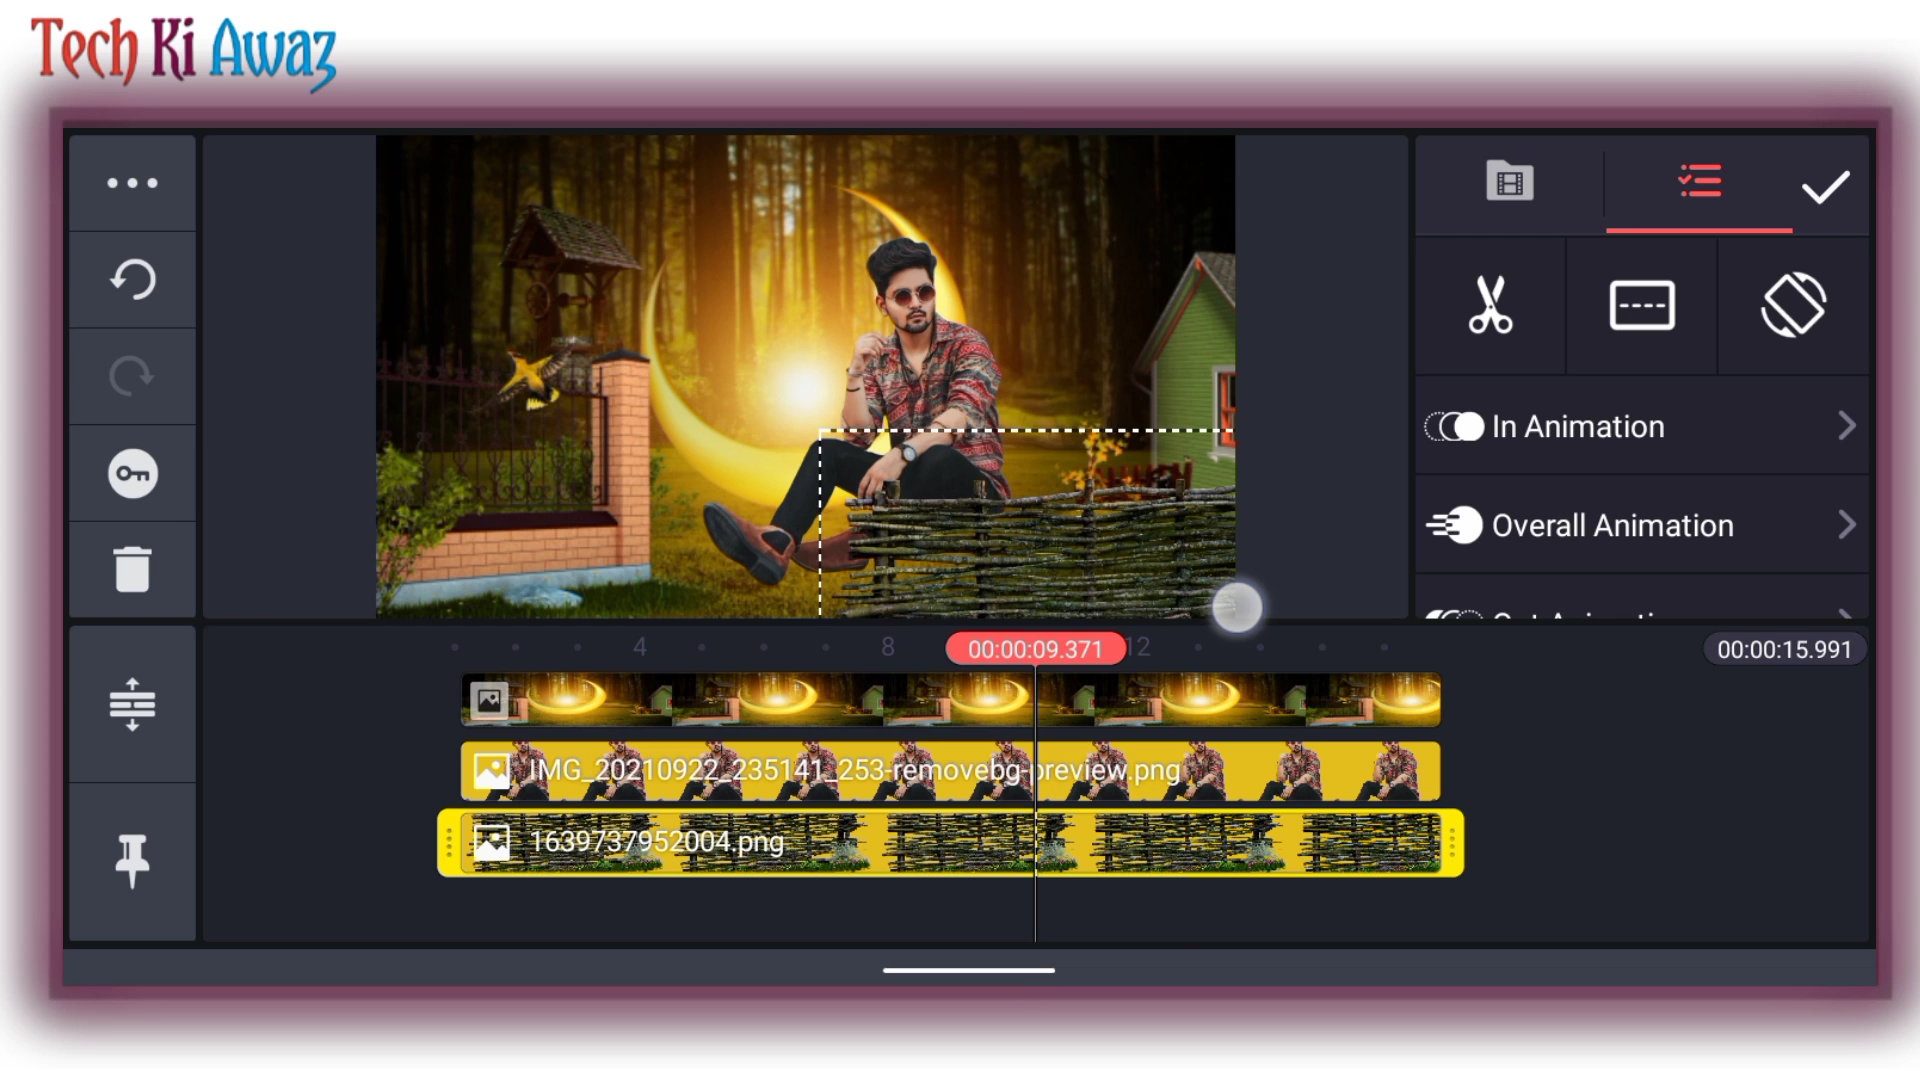 Tech Ki Awaz
In Animation
Overall Animation
4
8
00:00:09.371
12
00:00:15.991
IMG_20210922_235141_253-removebg-preview.png
1639737952004.png